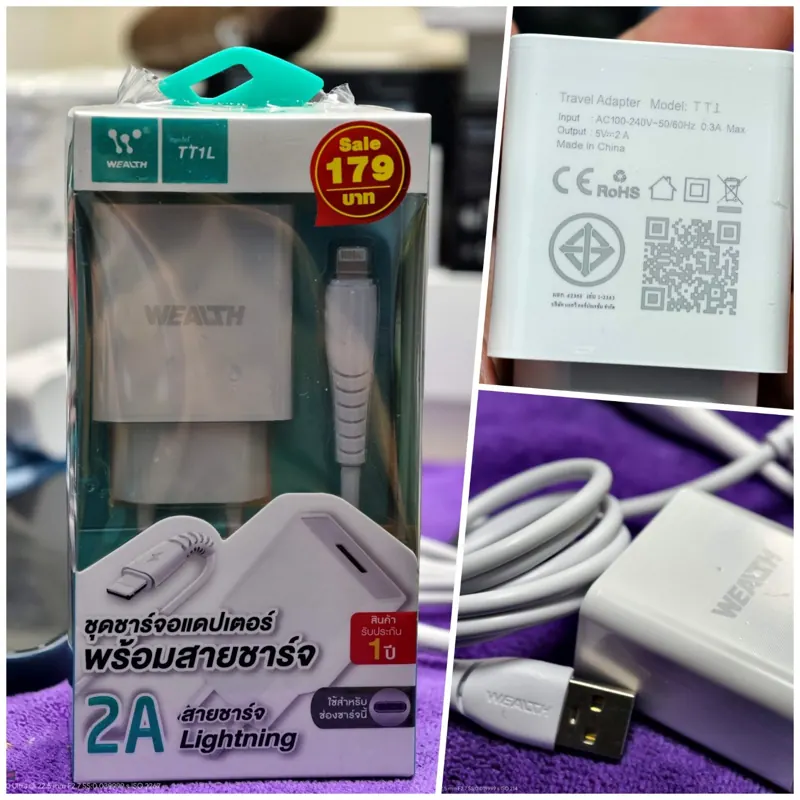 WEALTH
รุ่น/Model
TT1L
Sale
179
บาท
WEALTH
ชุดชาร์จอแดปเตอร์
พร้อมสายชาร์จ
2A
สายชาร์จ
Lightning
สินค้า
รับประกัน
1 ปี
ใช้สำหรับ
ช่องชาร์จนี้
Travel Adapter Model: TT1
Input : AC100-240V~50/60Hz 0.3A Max
Output : 5V⎓2A
Made in China
CE RoHS
WEALTH
WEALTH